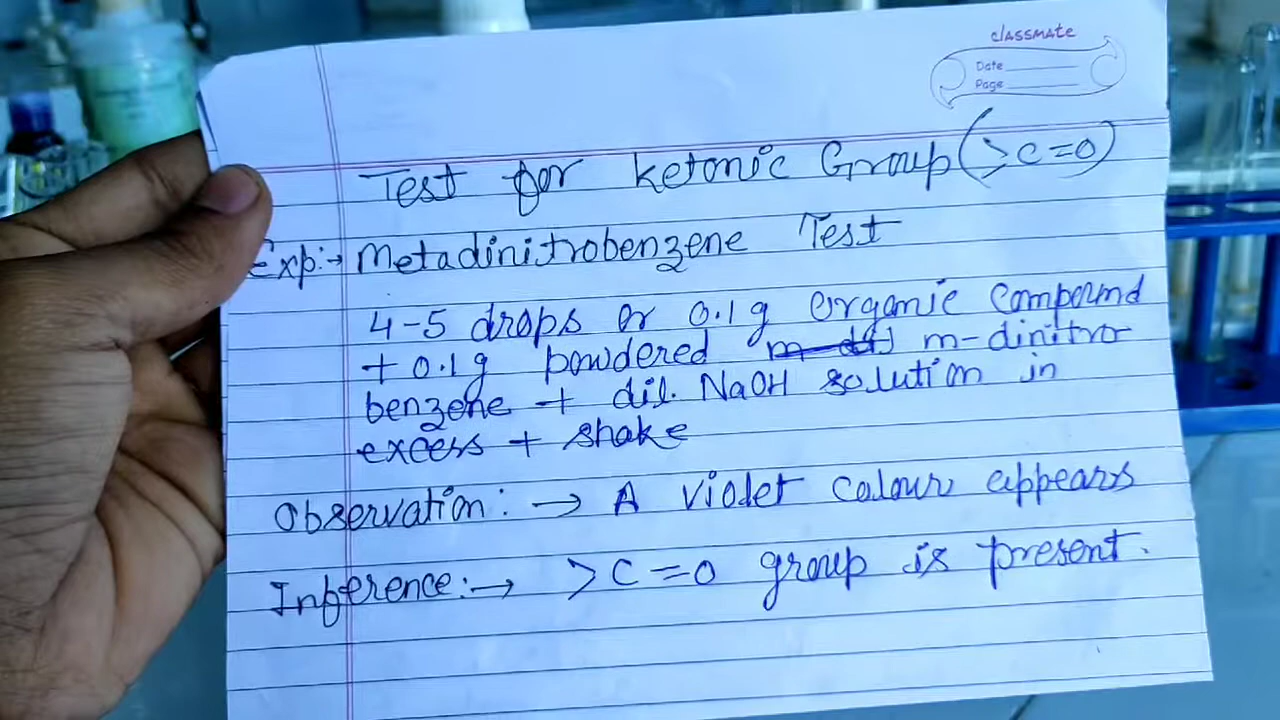 classmate
Date
Page
Test for ketonic Group (>C=O)
Exp:→ Metadinitrobenzene Test
4-5 drops or 0.1g organic compound
+ 0.1g powdered m-dinitro
benzene + dil. NaOH solution in
excess + shake
Observation: → A violet colour appears
Inference:→ >C=O group is present.